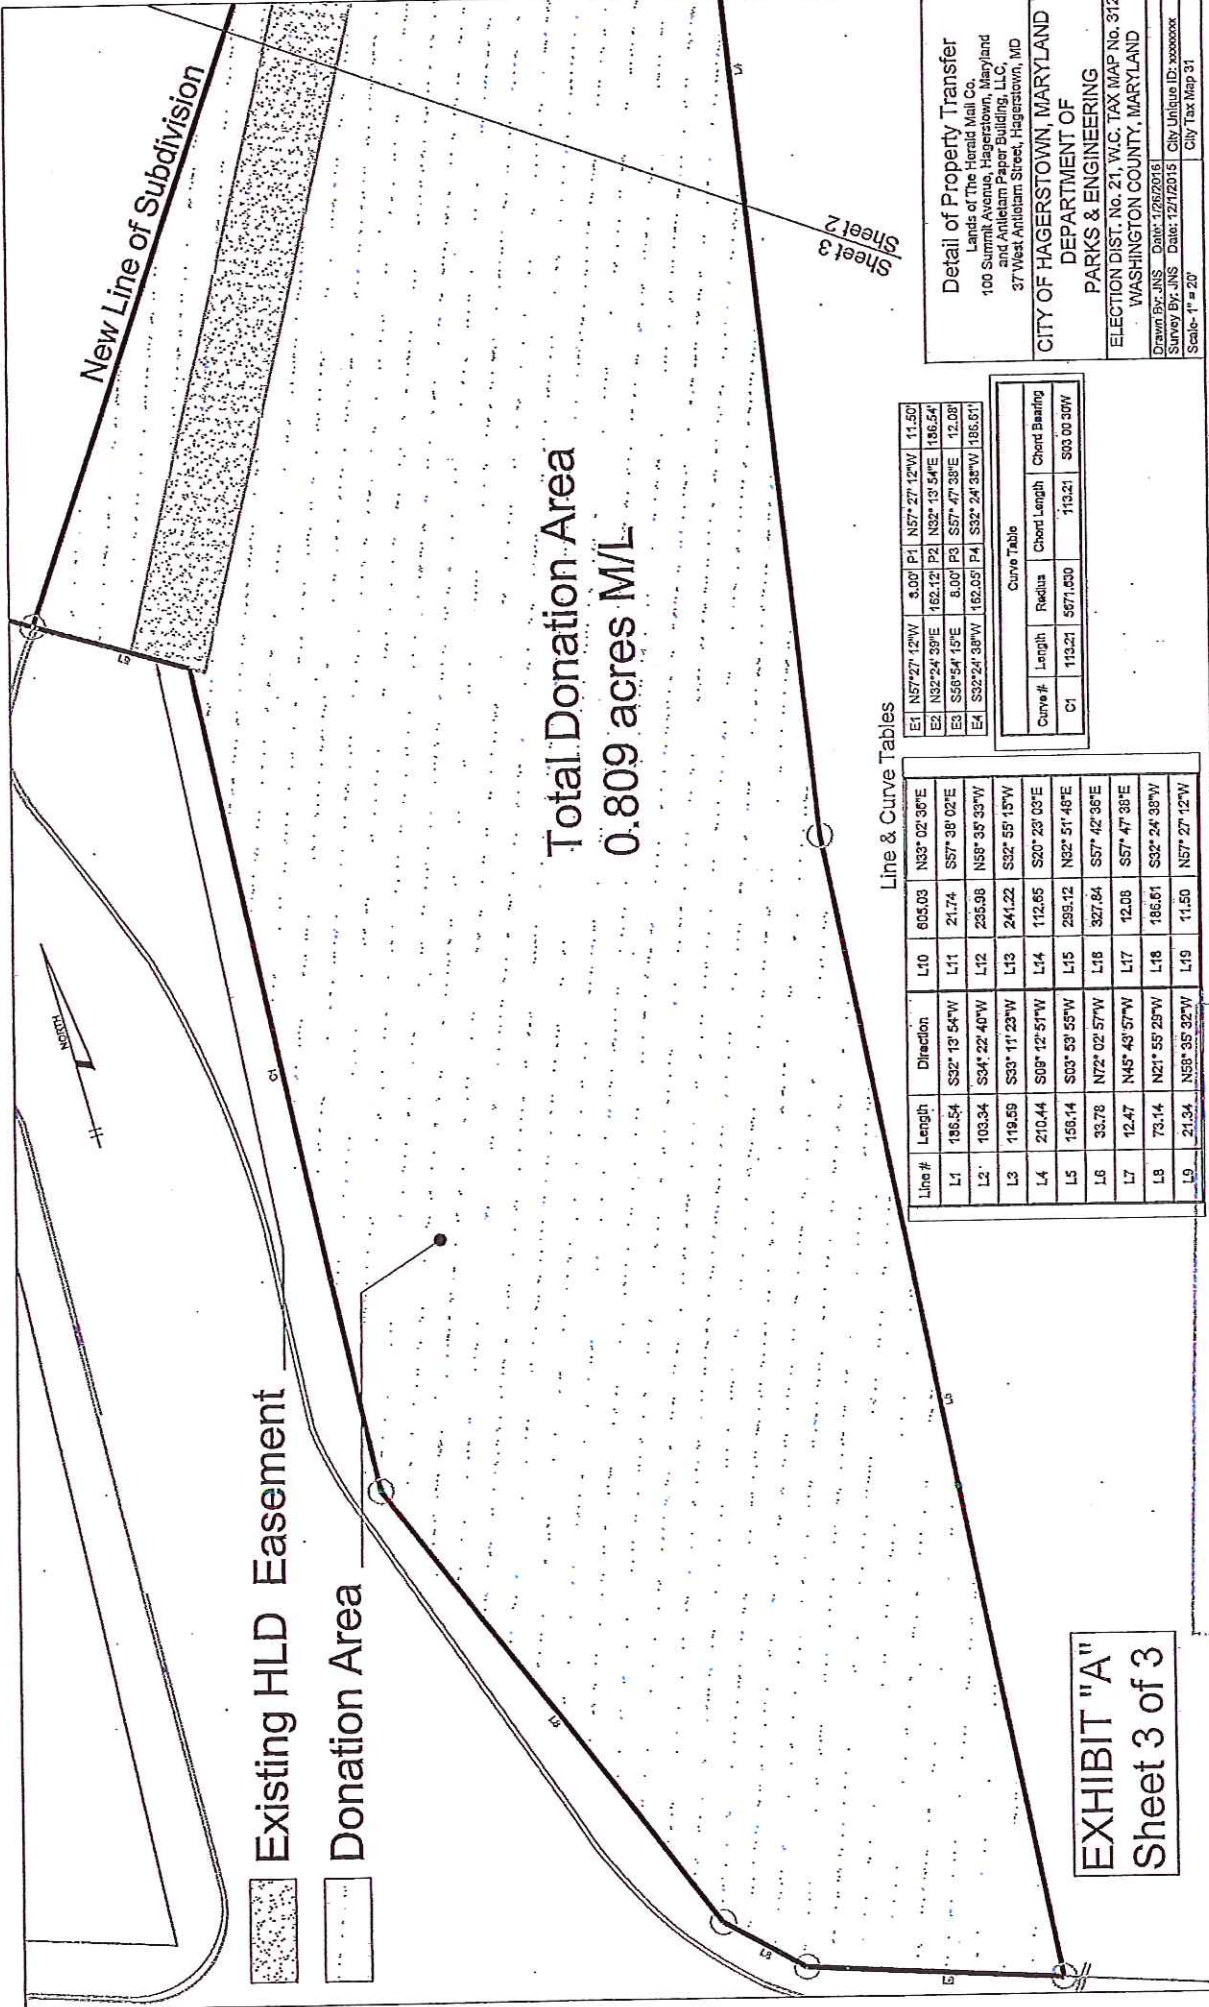 New Line of Subdivision
L9
NORTH
C1
Existing HLD Easement
Donation Area
Total Donation Area
0.809 acres M/L
L8
L7
L6
L5
L5
L4
Sheet 3
Sheet 2
EXHIBIT "A"
Sheet 3 of 3
Line & Curve Tables
Line # Length Direction
L1 186.54 S32° 13' 54"W
L2 103.34 S34° 22' 40"W
L3 119.59 S33° 11' 23"W
L4 210.44 S09° 12' 51"W
L5 158.14 S03° 53' 55"W
L6 33.78 N72° 02' 57"W
L7 12.47 N45° 43' 57"W
L8 73.14 N21° 55' 29"W
L9 21.34 N58° 35' 32"W
L10 605.03 N33° 02' 36"E
L11 21.74 S57° 38' 02"E
L12 235.98 N58° 35' 33"W
L13 241.22 S32° 55' 15"W
L14 112.65 S20° 23' 03"E
L15 299.12 N32° 51' 48"E
L16 327.84 S57° 42' 36"E
L17 12.08 S57° 47' 38"E
L18 186.61 S32° 24' 38"W
L19 11.50 N57° 27' 12"W
E1 N57°27' 12"W 8.00' P1 N57° 27' 12"W 11.50'
E2 N32°24' 39"E 162.12' P2 N32° 13' 54"E 186.54'
E3 S58°54' 15"E 8.00' P3 S57° 47' 38"E 12.08'
E4 S32°24' 38"W 162.05' P4 S32° 24' 38"W 186.61'
Curve Table
Curve # Length Radius Chord Length Chord Bearing
C1 113.21 5671.630 113.21 S03 00 30W
Detail of Property Transfer
Lands of The Herald Mail Co.
100 Summit Avenue, Hagerstown, Maryland
and Antietam Paper Building, LLC,
37 West Antietam Street, Hagerstown, MD
CITY OF HAGERSTOWN, MARYLAND
DEPARTMENT OF
PARKS & ENGINEERING
ELECTION DIST. No. 21, W.C. TAX MAP No. 312
WASHINGTON COUNTY, MARYLAND
Drawn By: JNS Date: 1/26/2016
Survey By: JNS Date: 12/1/2015 City Unique ID: xxxxxxxx
Scale- 1" = 20' City Tax Map 31